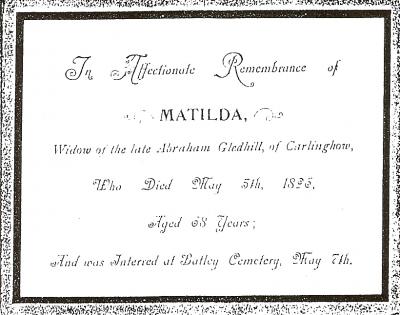 In Affectionate Remembrance of
MATILDA,
Widow of the late Abraham Gledhill, of Carlinghow,
Who Died May 5th, 1895,
Aged 68 Years;
And was Interred at Batley Cemetery, May 7th.